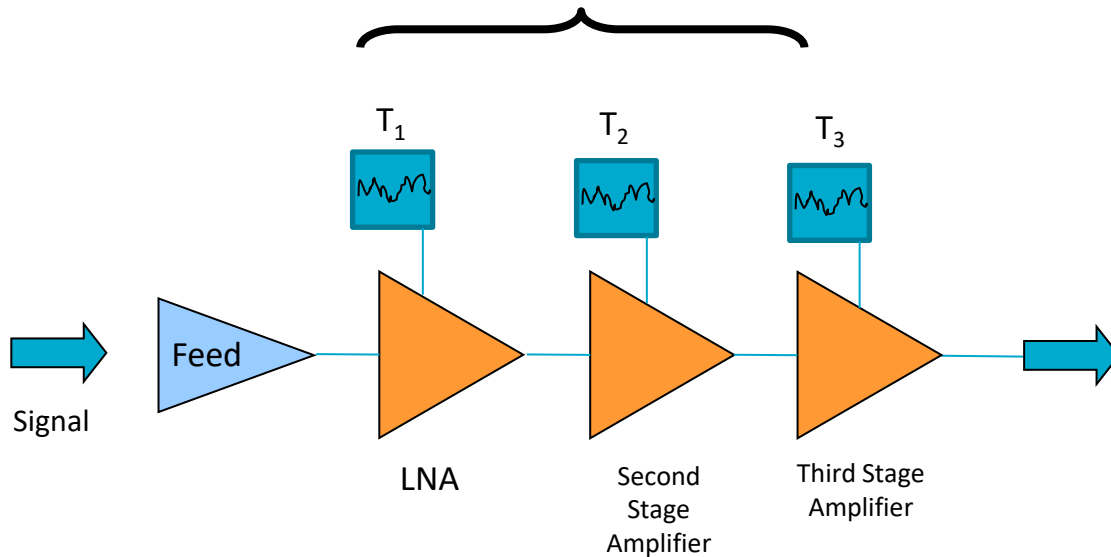 T₁
T₂
T₃
Feed
Signal
LNA
Second
Stage
Amplifier
Third Stage
Amplifier